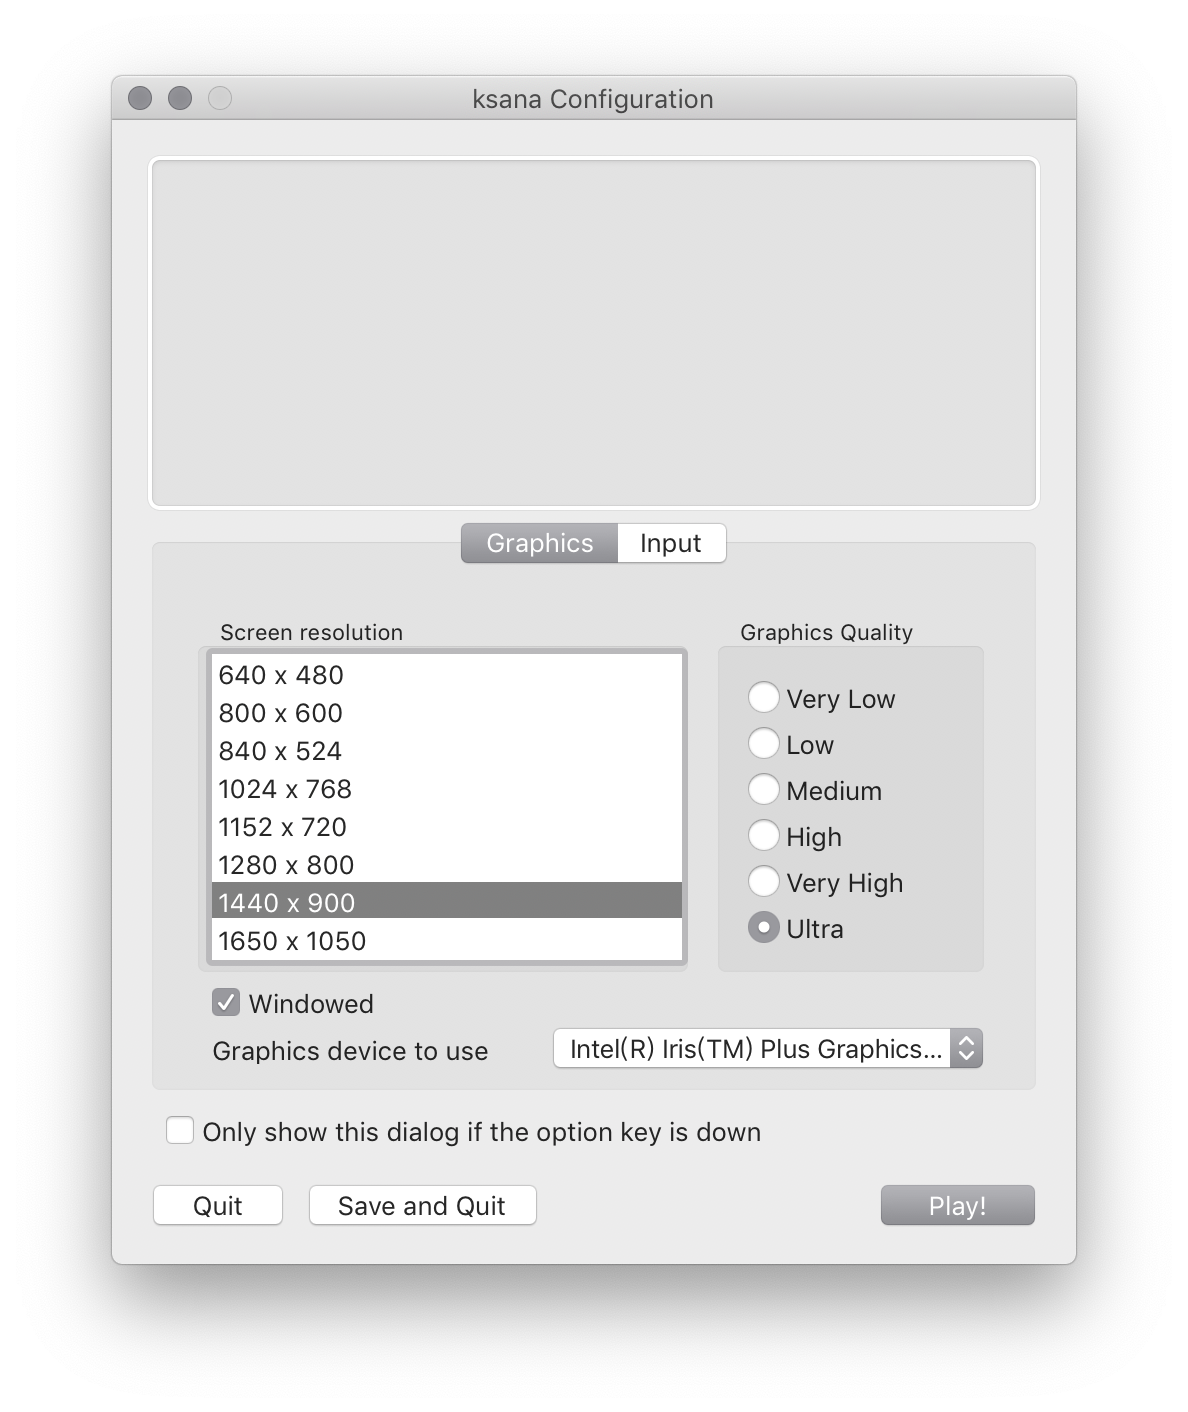 ksana Configuration
Graphics
Input
Screen resolution
640 x 480
800 x 600
840 x 524
1024 x 768
1152 x 720
1280 x 800
1440 x 900
1650 x 1050
Graphics Quality
Very Low
Low
Medium
High
Very High
Ultra
Windowed
Graphics device to use
Intel(R) Iris(TM) Plus Graphics...
Only show this dialog if the option key is down
Quit
Save and Quit
Play!